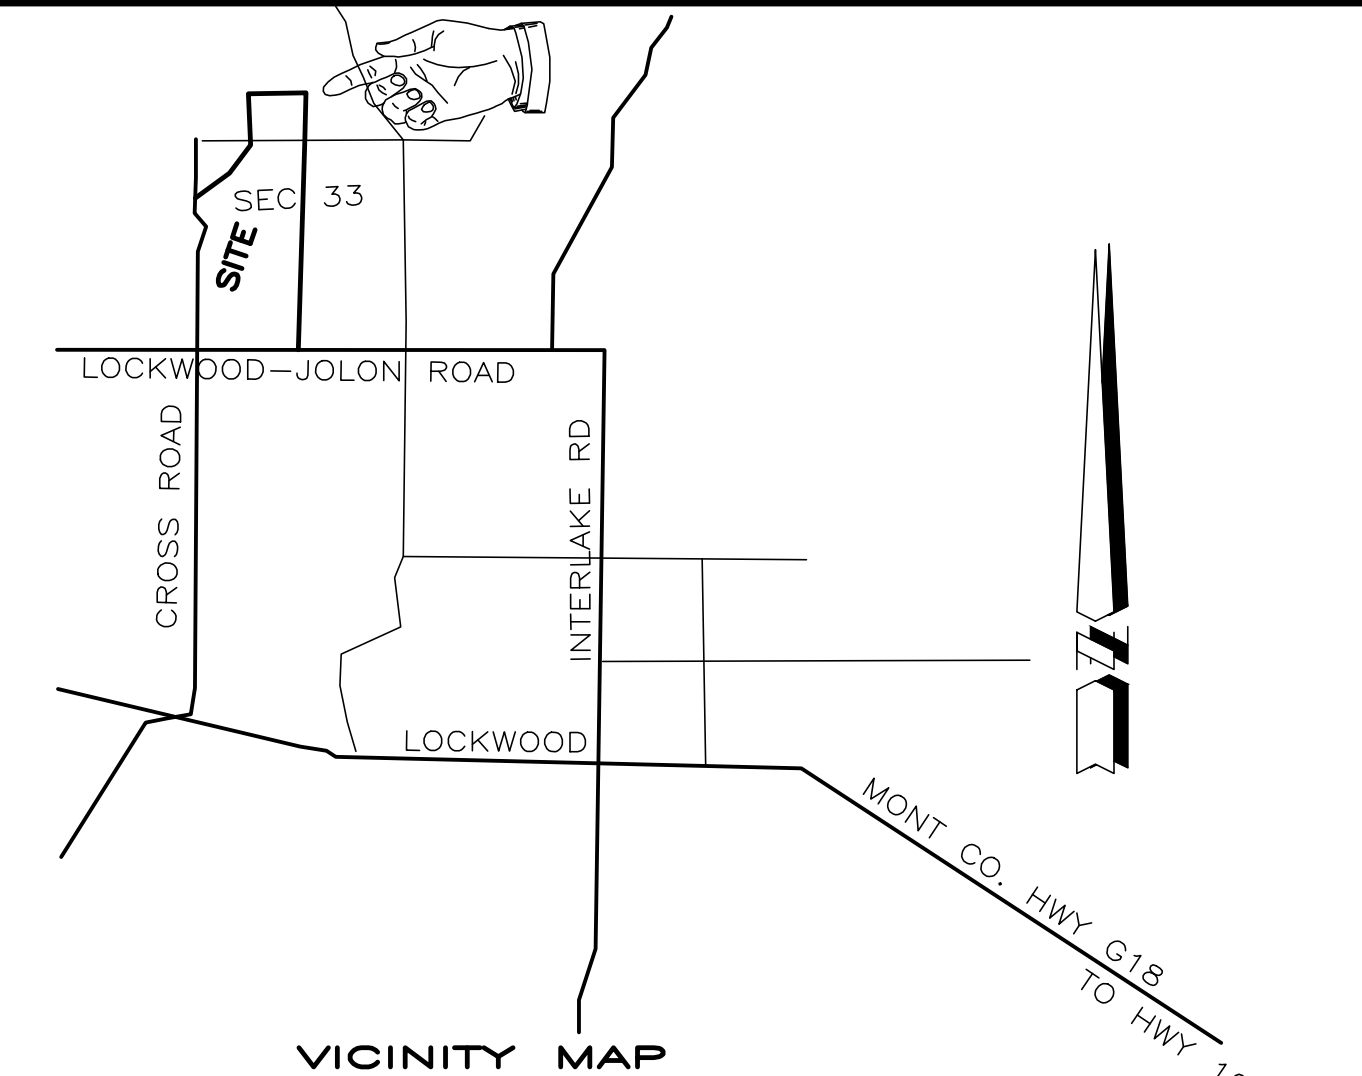 SEC 33
SITE
LOCKWOOD-JOLON ROAD
CROSS ROAD
INTERLAKE RD
LOCKWOOD
MONT CO. HWY G18
TO HWY
VICINITY MAP